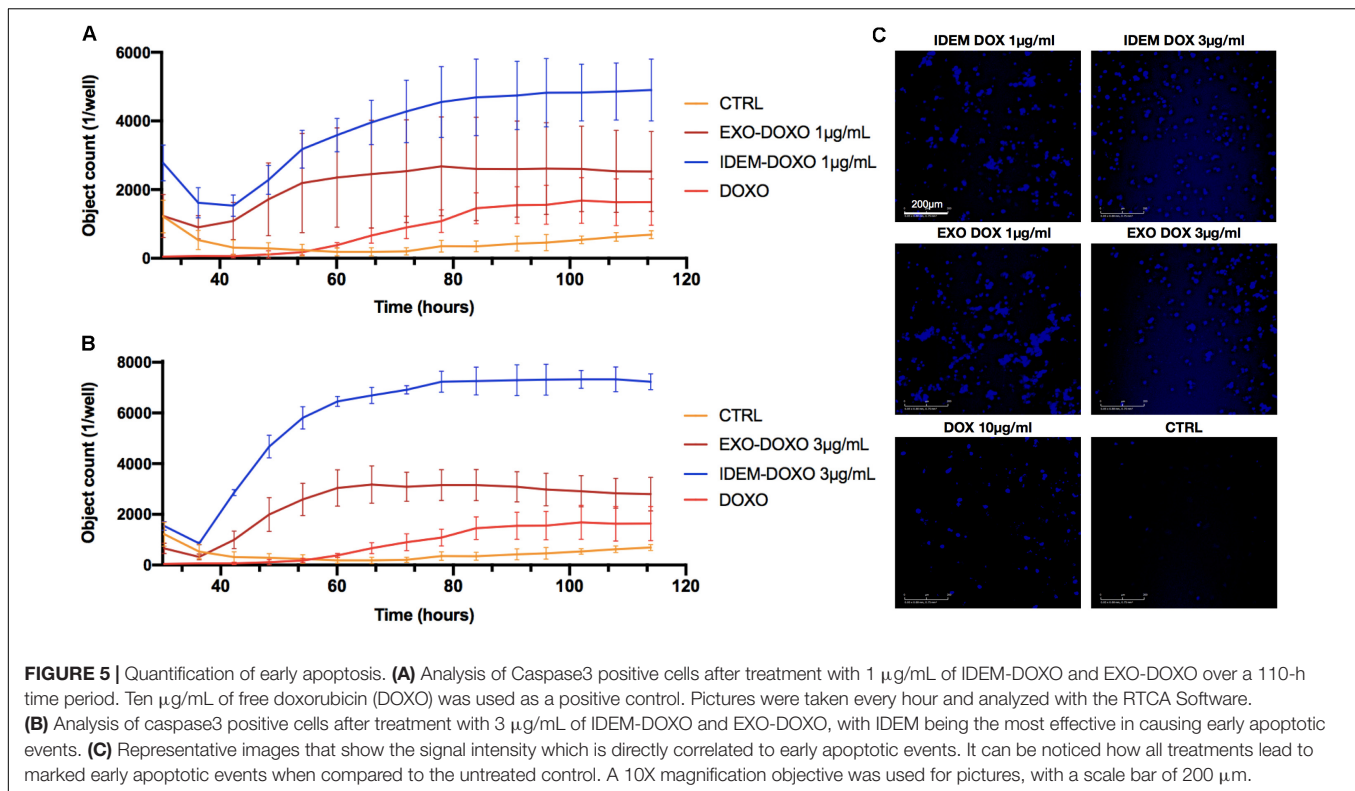 A
Object count (1/well)
6000
4000
2000
0
40
60
80
100
120
Time (hours)
CTRL
EXO-DOXO 1µg/mL
IDEM-DOXO 1µg/mL
DOXO
B
Object count (1/well)
8000
6000
4000
2000
0
40
60
80
100
120
Time (hours)
CTRL
EXO-DOXO 3µg/mL
IDEM-DOXO 3µg/mL
DOXO
C
IDEM DOX 1µg/ml
IDEM DOX 3µg/ml
200µm
EXO DOX 1µg/ml
EXO DOX 3µg/ml
DOX 10µg/ml
CTRL
FIGURE 5 | Quantification of early apoptosis. (A) Analysis of Caspase3 positive cells after treatment with 1 µg/mL of IDEM-DOXO and EXO-DOXO over a 110-h
time period. Ten µg/mL of free doxorubicin (DOXO) was used as a positive control. Pictures were taken every hour and analyzed with the RTCA Software.
(B) Analysis of caspase3 positive cells after treatment with 3 µg/mL of IDEM-DOXO and EXO-DOXO, with IDEM being the most effective in causing early apoptotic
events. (C) Representative images that show the signal intensity which is directly correlated to early apoptotic events. It can be noticed how all treatments lead to
marked early apoptotic events when compared to the untreated control. A 10X magnification objective was used for pictures, with a scale bar of 200 µm.